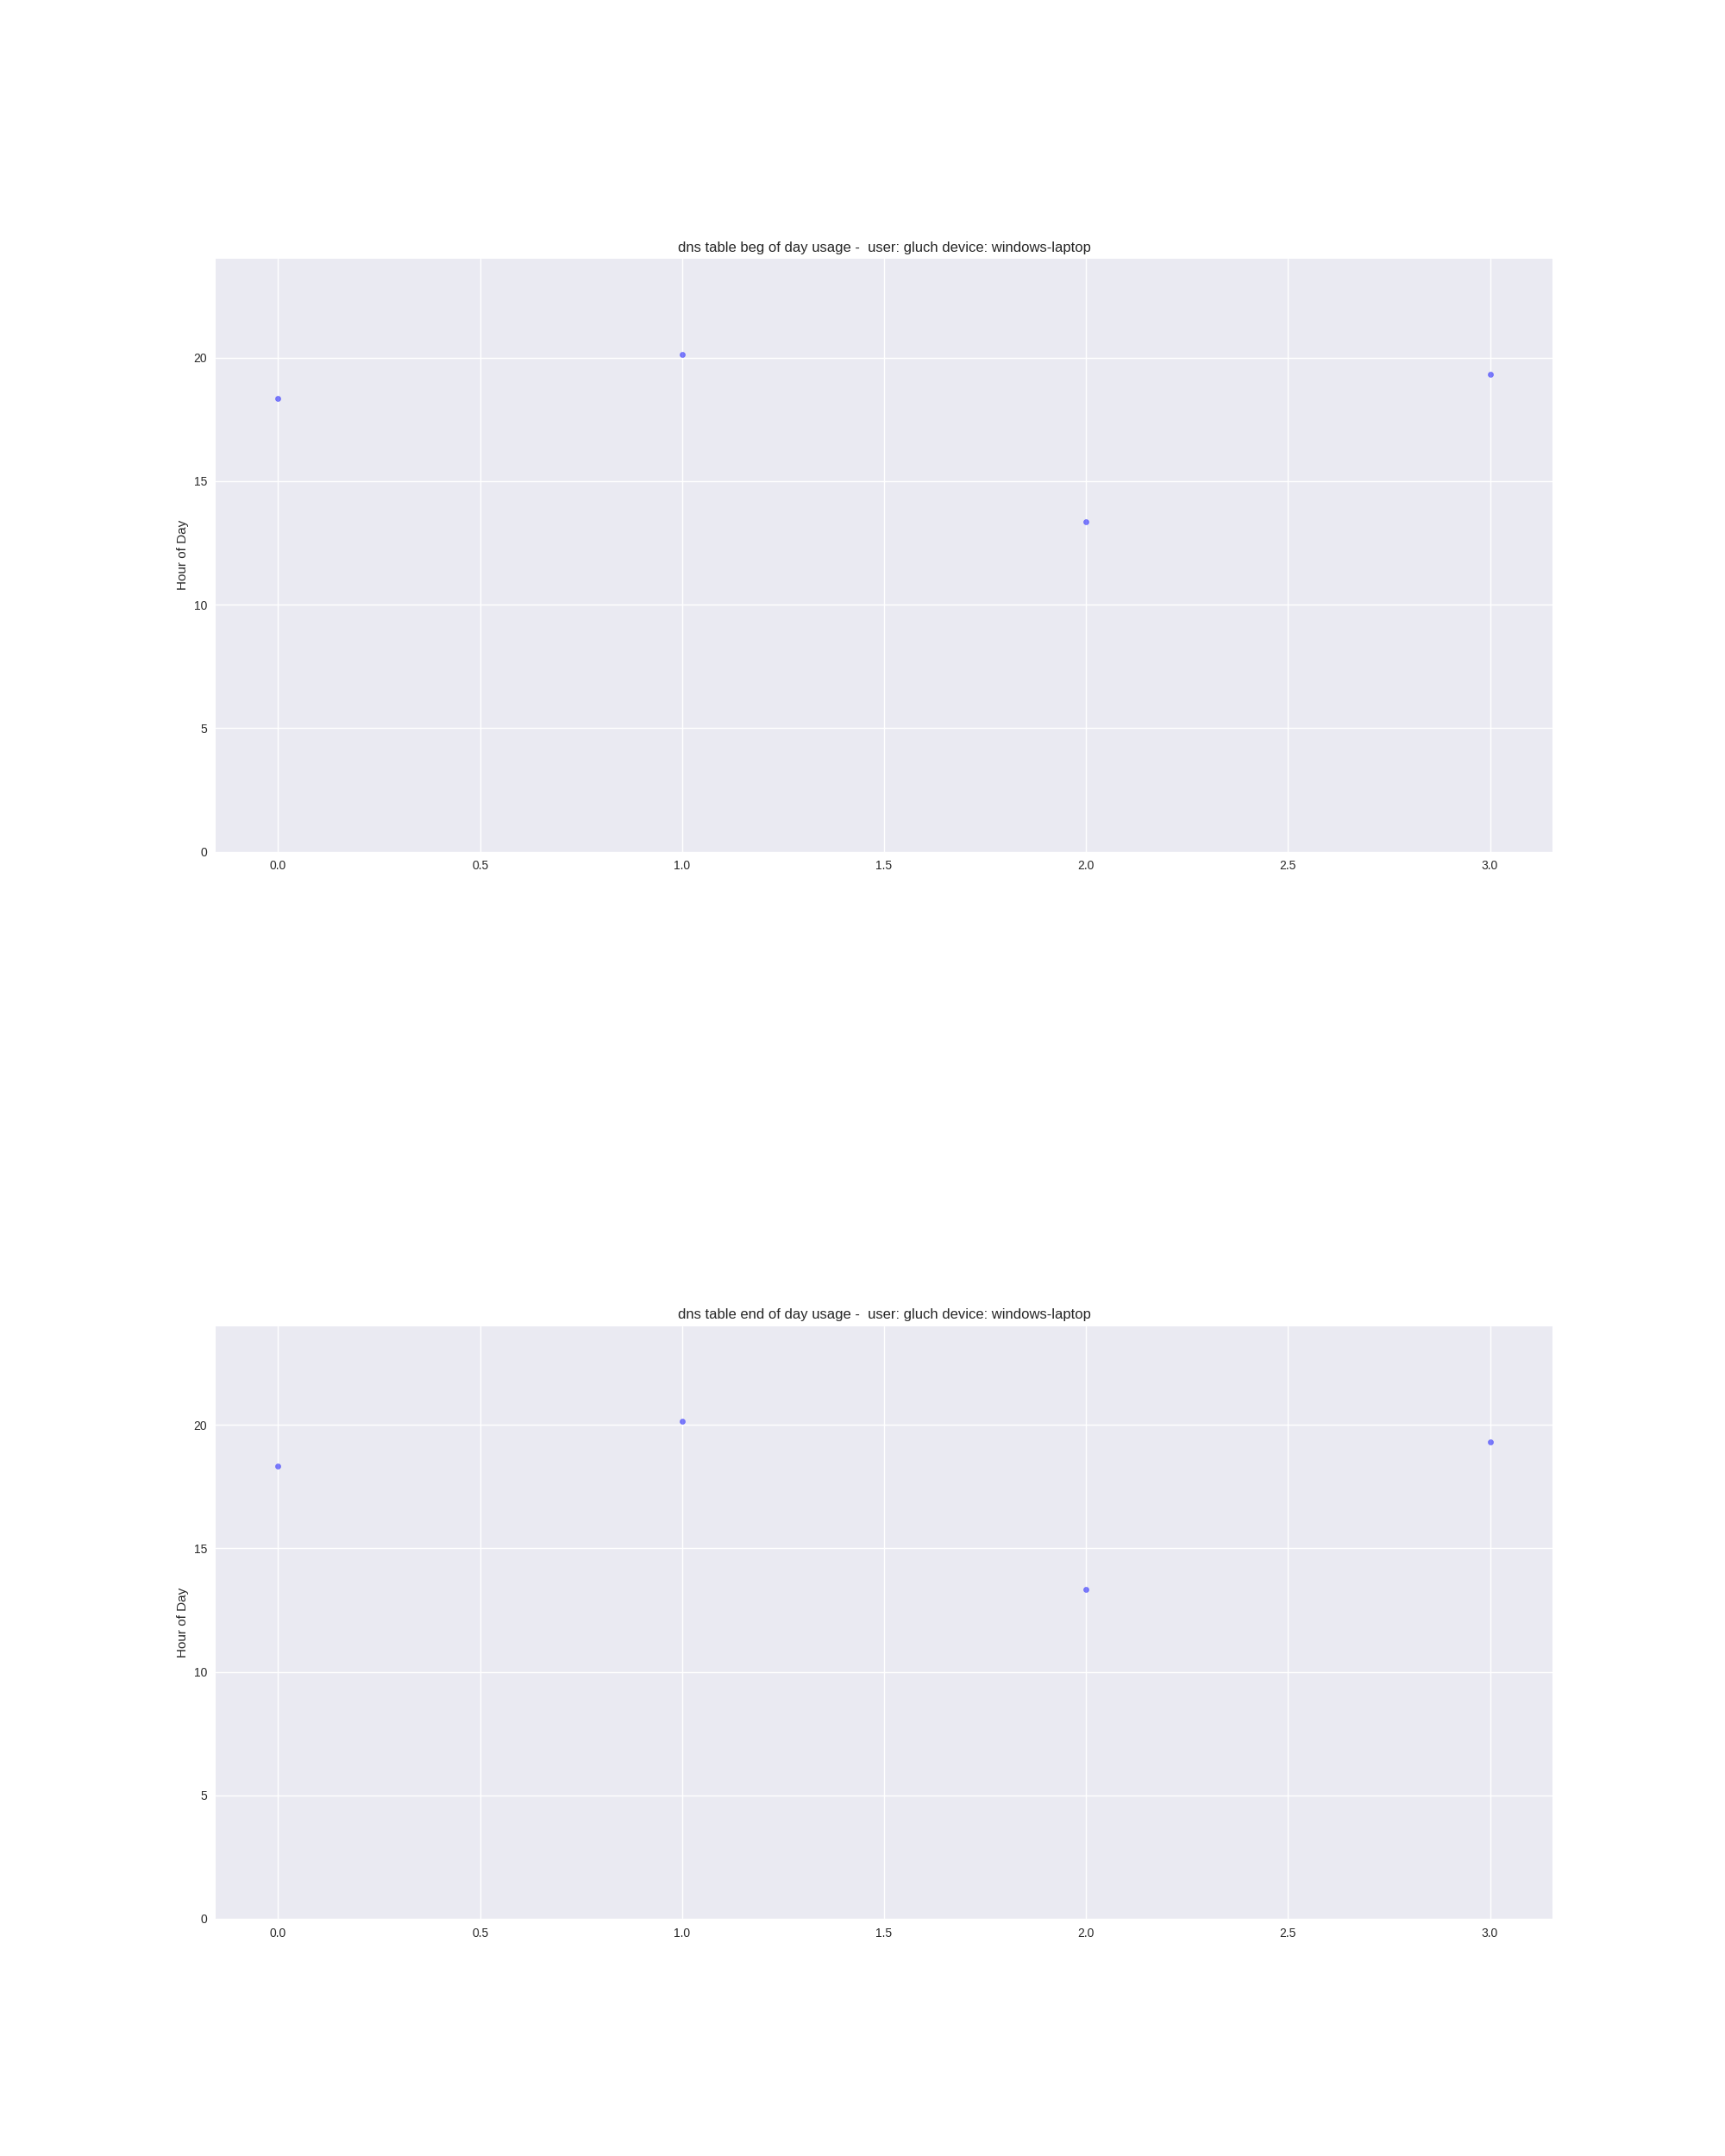 dns table beg of day usage -  user: gluch device: windows-laptop
20
15
10
5
0
Hour of Day
0.0 0.5 1.0 1.5 2.0 2.5 3.0
dns table end of day usage -  user: gluch device: windows-laptop
20
15
10
5
0
Hour of Day
0.0 0.5 1.0 1.5 2.0 2.5 3.0